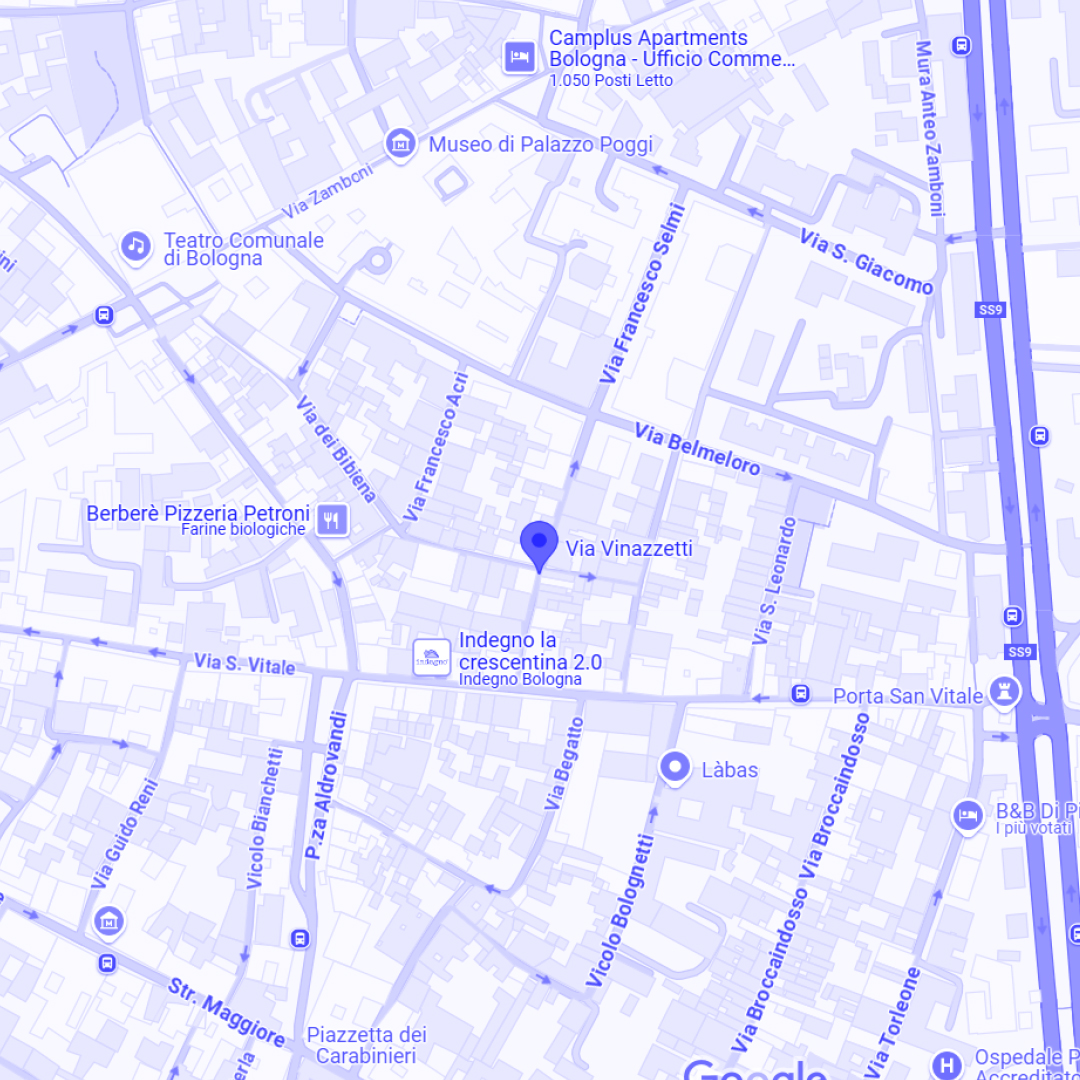 Camplus Apartments
Bologna - Ufficio Comme…
1.050 Posti Letto
Mura Anteo Zamboni
Museo di Palazzo Poggi
Via Zamboni
Teatro Comunale
di Bologna
Via Francesco Selmi
Via S. Giacomo
SS9
Via Francesco Acri
Via dei Bibiena
Via Belmeloro
Berberè Pizzeria Petroni
Farine biologiche
Via Vinazzetti
Via S. Leonardo
Indegno la
crescentina 2.0
Indegno Bologna
indegno
Via S. Vitale
SS9
Porta San Vitale
Via Begatto
Làbas
P.za Aldrovandi
Vicolo Bianchetti
Via Guido Reni
Via Broccaindosso
Via Broccaindosso
B&B Di Pi
I più votati
Vicolo Bolognetti
Str. Maggiore
Via Torleone
Piazzetta dei
Carabinieri
Ospedale P
Accreditato
Google
H